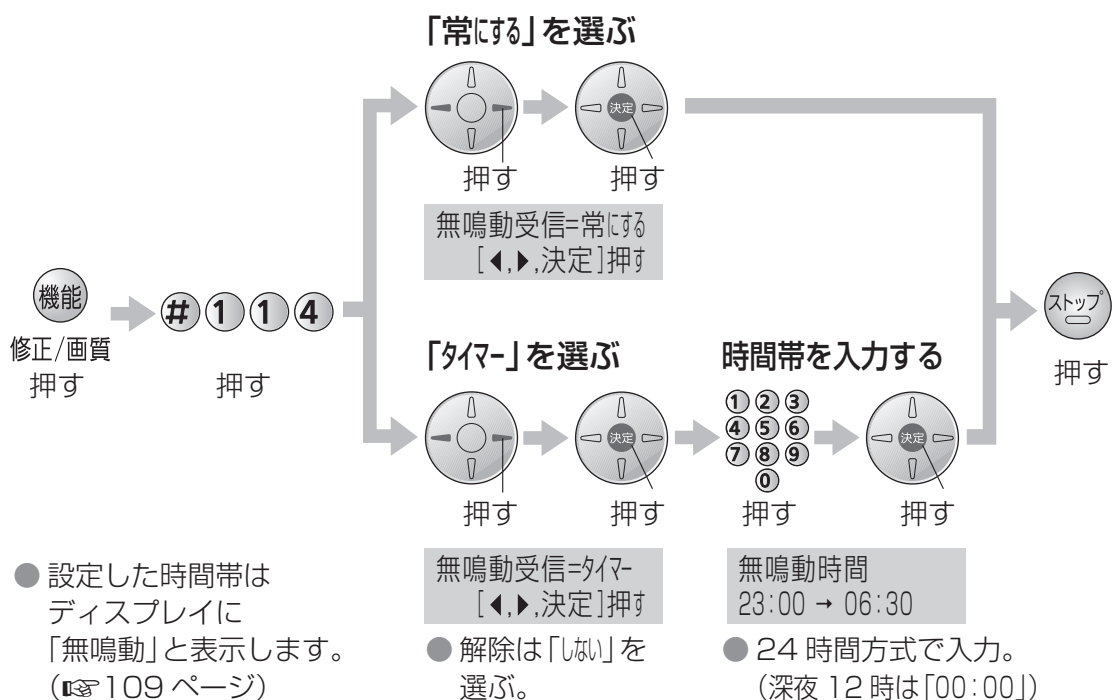 「常にする」を選ぶ
決定
押す
押す
無鳴動受信=常にする
[◀,▶,決定]押す
機能
修正/画質
押す
#114
押す
「タイマー」を選ぶ
決定
押す
押す
無鳴動受信=タイマー
[◀,▶,決定]押す
● 解除は「しない」を
選ぶ。
時間帯を入力する
1 2 3
4 5 6
7 8 9
0
押す
決定
押す
無鳴動時間
23:00 → 06:30
● 24 時間方式で入力。
(深夜 12 時は「00:00」)
ストップ
押す
● 設定した時間帯は
ディスプレイに
「無鳴動」と表示します。
(☞109 ページ)